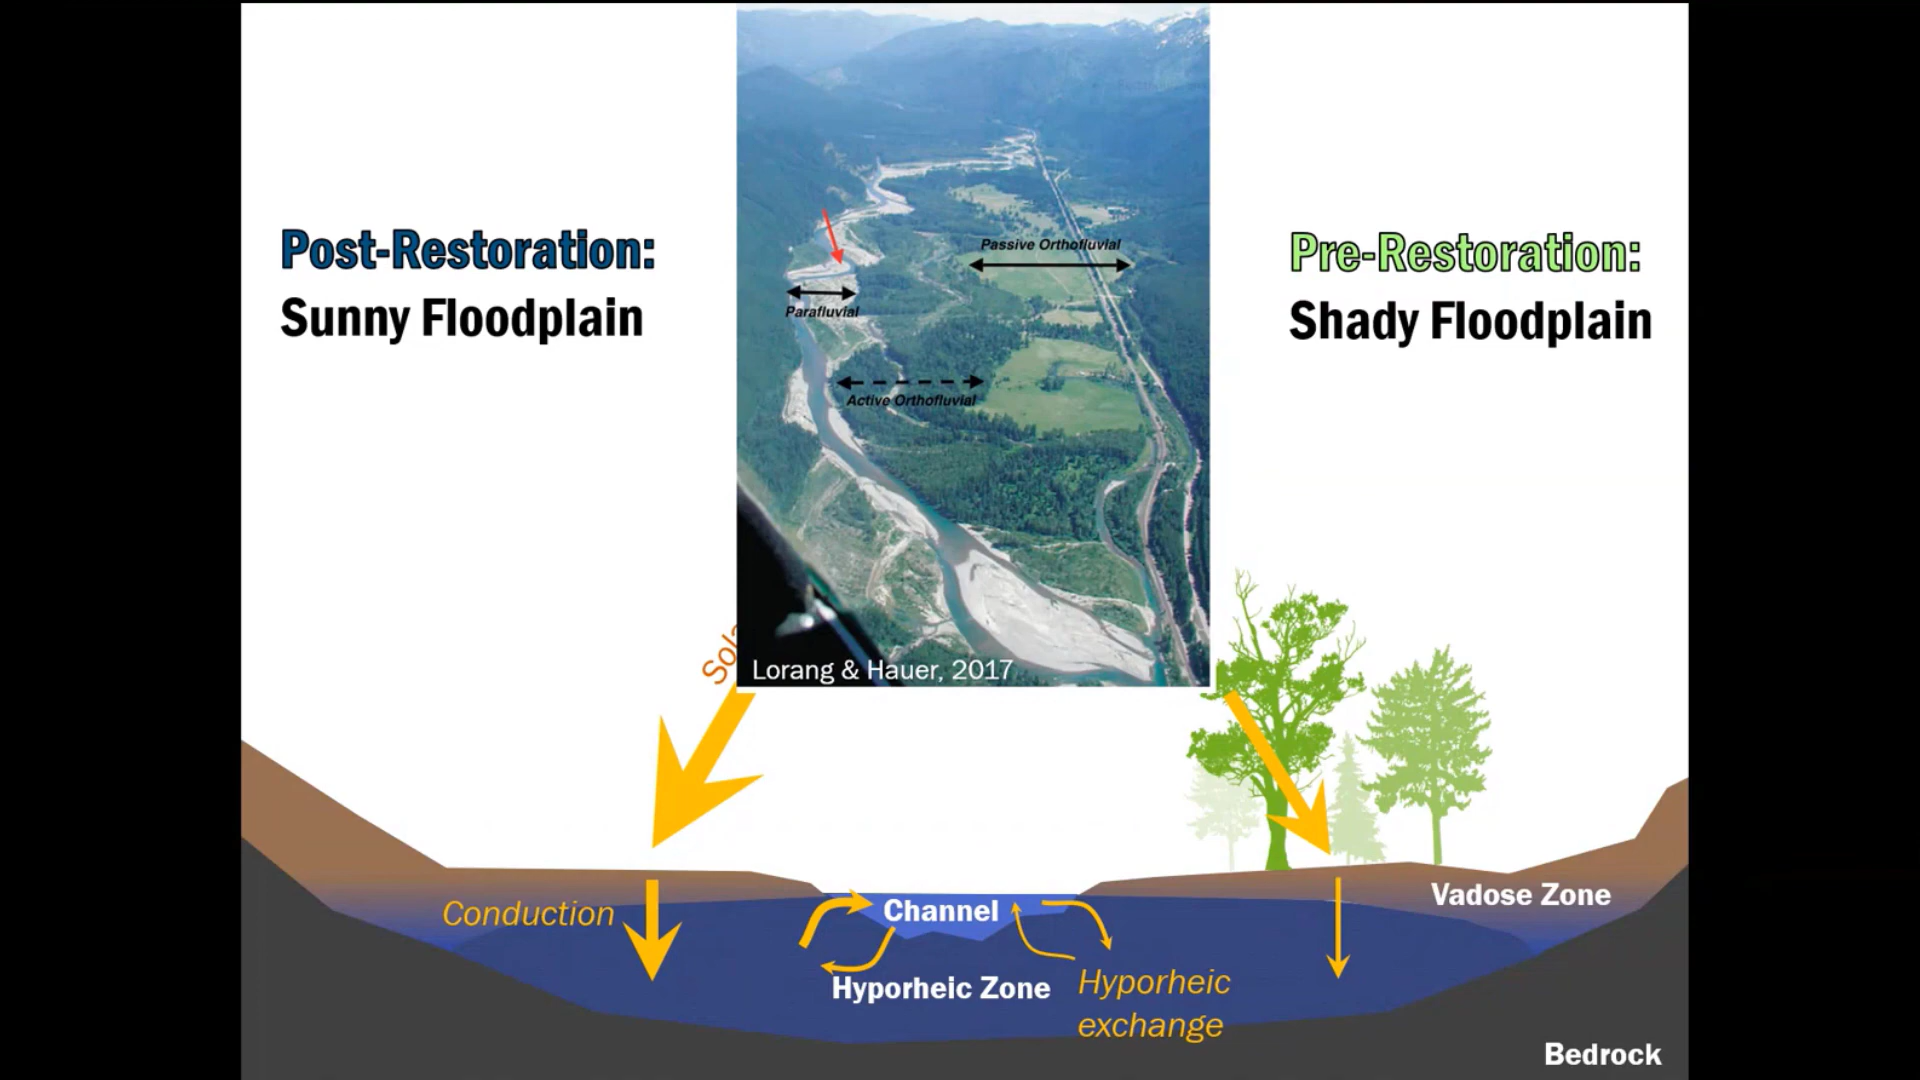 Post-Restoration:
Sunny Floodplain
Passive Orthofluvial
Parafluvial
Active Orthofluvial
Lorang & Hauer, 2017
Pre-Restoration:
Shady Floodplain
Conduction
Channel
Hyporheic Zone
Hyporheic
exchange
Vadose Zone
Bedrock